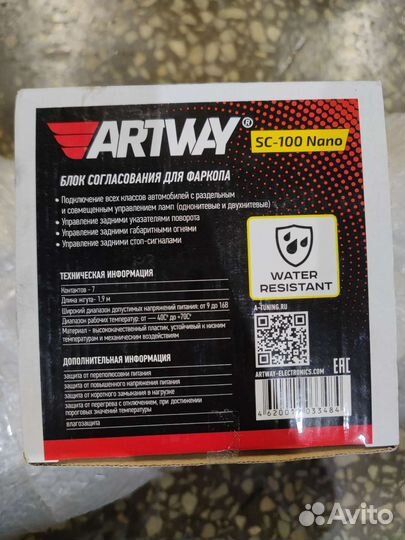 ARTWAY®
SC-100 Nano
БЛОК СОГЛАСОВАНИЯ ДЛЯ ФАРКОПА
• Подключение всех классов автомобилей с раздельным
и совмещенным управлением ламп (однонитевые и двухнитевые)
• Управление задними указателями поворота
• Управление задними габаритными огнями
• Управление задними стоп-сигналами
WATER
RESISTANT
ТЕХНИЧЕСКАЯ ИНФОРМАЦИЯ
Контактов - 7
Длина жгута- 1,9 м
Широкий диапазон допустимых напряжений питания: от 9 до 16В
Диапазон рабочих температур: от — 40С° до +70С°
Материал - высококачественный пластик, устойчивый к низким
температурам и механическим воздействиям
A-TUNING.RU
ДОПОЛНИТЕЛЬНАЯ ИНФОРМАЦИЯ
защита от переполюсовки питания
защита от повышенного напряжения питания
защита от короткого замыкания в нагрузке
защита от перегрева с отключением, при достижении
пороговых значений температуры
влагозащита
ARTWAY-ELECTRONICS.COM
EAC
033484
Avito